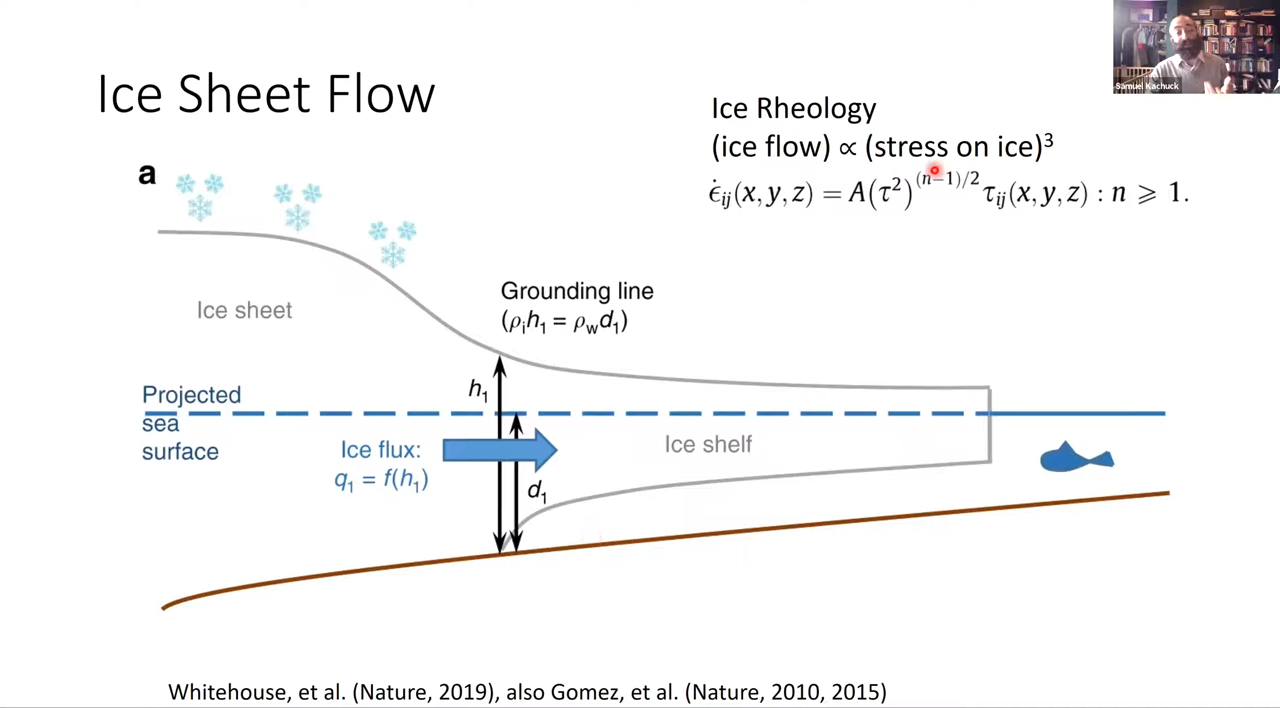 Samuel Kachuck
Ice Sheet Flow
Ice Rheology
(ice flow) ∝ (stress on ice)³
ϵ̇ᵢⱼ(x, y, z) = A(τ²)^(n−1)/2 τᵢⱼ(x, y, z) : n ⩾ 1.
a
Ice sheet
Grounding line
(ρᵢh₁ = ρwd₁)
Projected
sea
surface
h₁
Ice flux:
q₁ = f(h₁)
d₁
Ice shelf
Whitehouse, et al. (Nature, 2019), also Gomez, et al. (Nature, 2010, 2015)